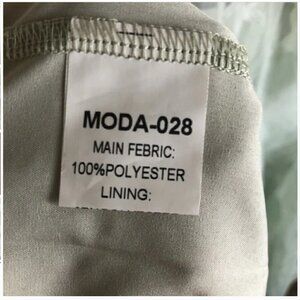 MODA-028
MAIN FEBRIC:
100%POLYESTER
LINING: